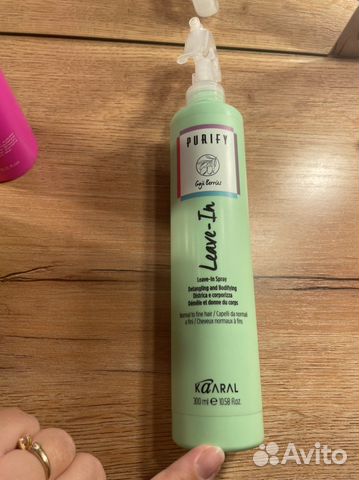 PURIFY
Goji Berries
Leave-In
Leave-In Spray
Detangling and Bodifying
Districa e corporizza
Démêle et donne du corps
Normal to fine hair / Capelli da normali
a fini / Cheveux normaux à fins
KAARAL
300 ml ℮ 10.58 fl.oz.
Avito